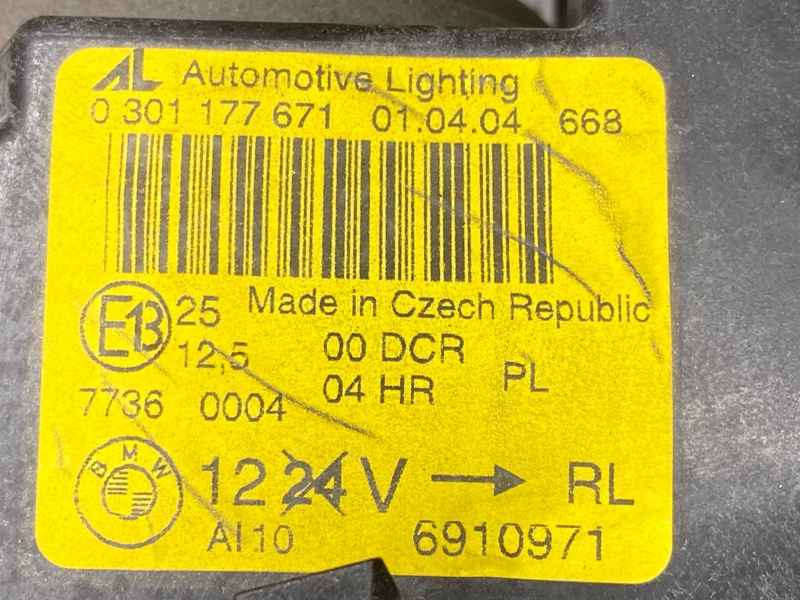 AL Automotive Lighting
0 301 177 671 01.04.04 668
E13 25 Made in Czech Republic
12,5 00 DCR
04 HR PL
7736 0004
BMW
12 24 V → RL
AI 10 6910971